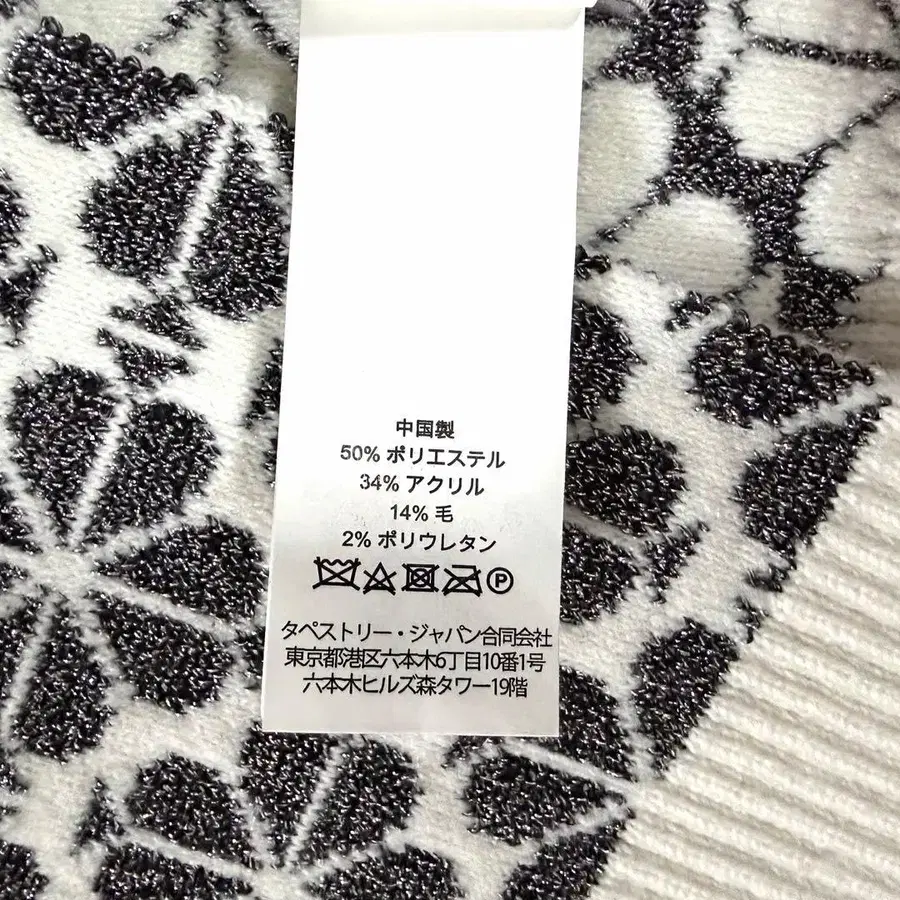 中国製
50% ポリエステル
34% アクリル
14% 毛
2% ポリウレタン
Ⓟ
タペストリー・ジャパン合同会社
東京都港区六本木6丁目10番1号
六本木ヒルズ森タワー19階